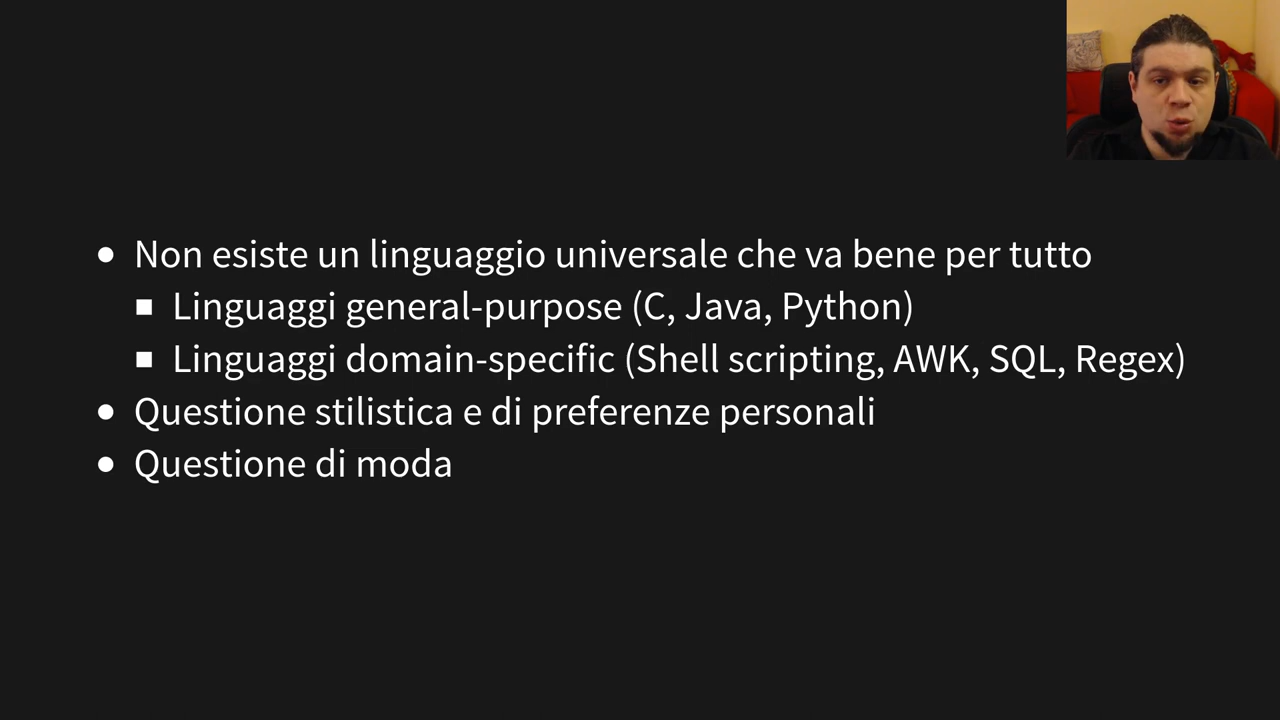 Non esiste un linguaggio universale che va bene per tutto
Linguaggi general-purpose (C, Java, Python)
Linguaggi domain-specific (Shell scripting, AWK, SQL, Regex)
Questione stilistica e di preferenze personali
Questione di moda